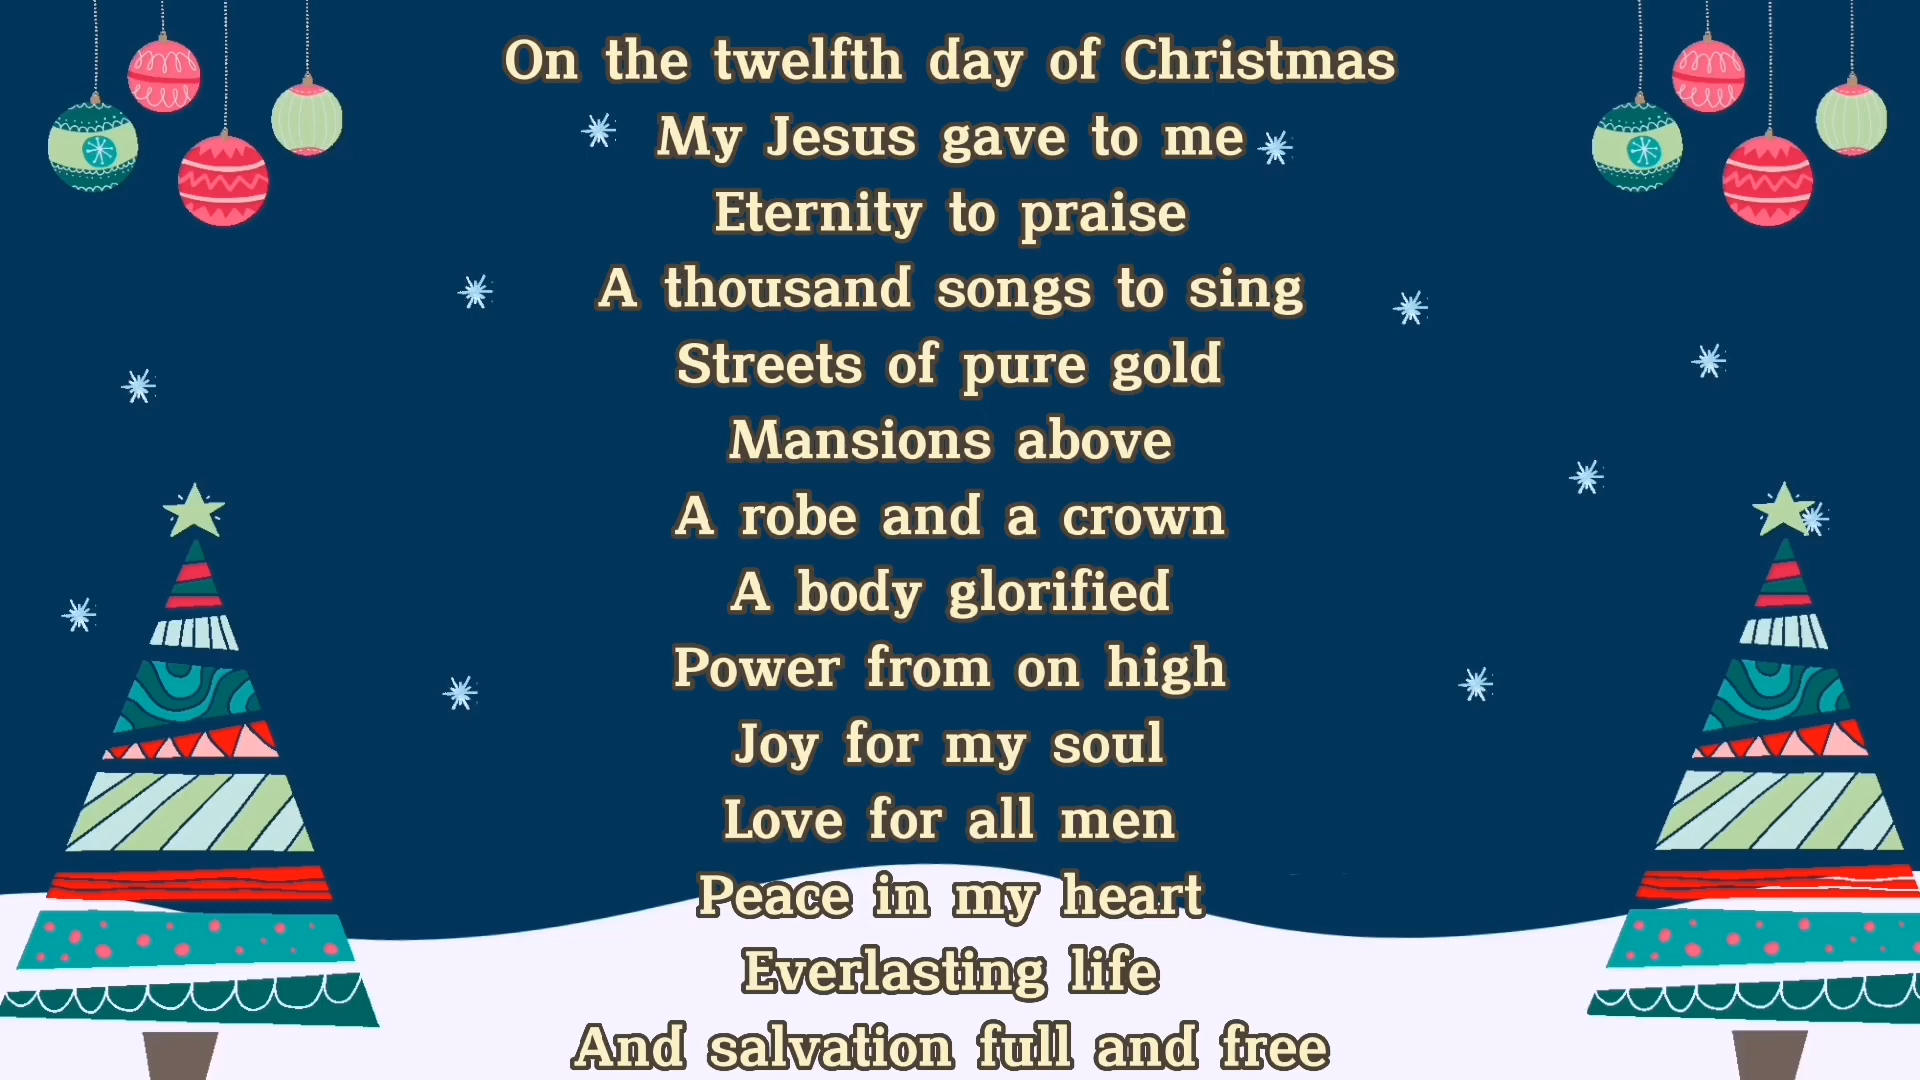 On the twelfth day of Christmas
My Jesus gave to me
Eternity to praise
A thousand songs to sing
Streets of pure gold
Mansions above
A robe and a crown
A body glorified
Power from on high
Joy for my soul
Love for all men
Peace in my heart
Everlasting life
And salvation full and free